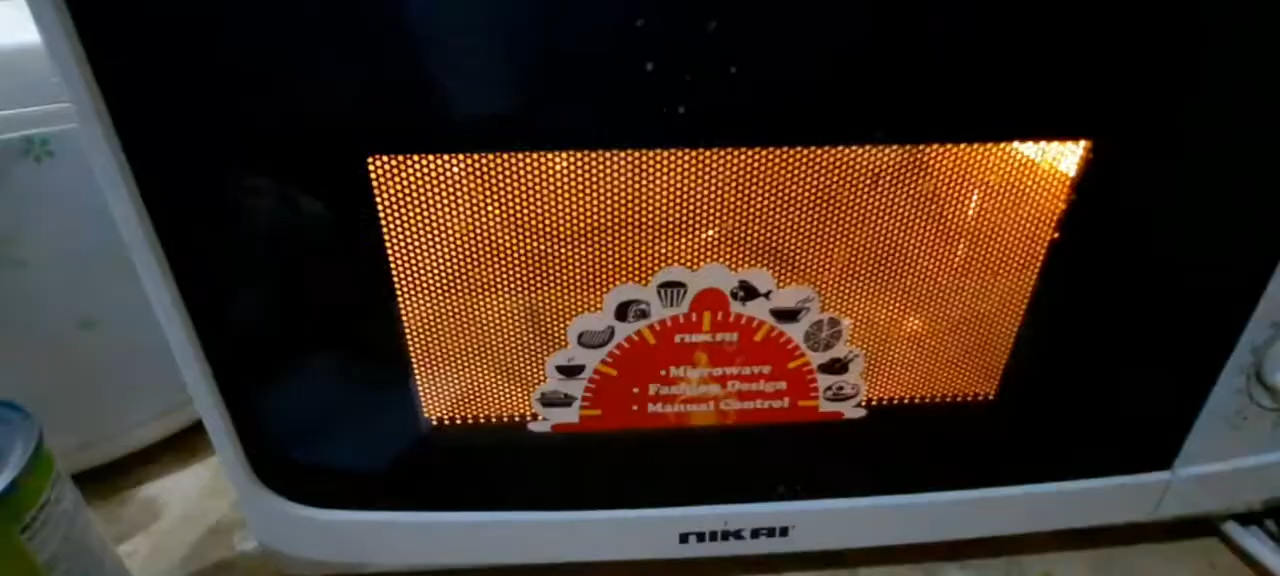 NIKAI
• Microwave
• Fashion Design
• Manual Control
NIKAI